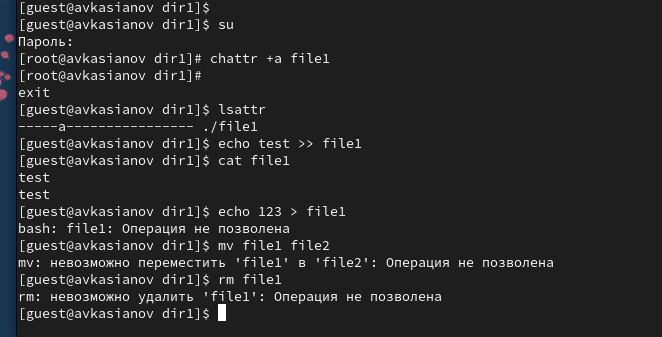 [guest@avkasianov dir1]$
[guest@avkasianov dir1]$ su
Пароль:
[root@avkasianov dir1]# chattr +a file1
[root@avkasianov dir1]#
exit
[guest@avkasianov dir1]$ lsattr
-----a---------------- ./file1
[guest@avkasianov dir1]$ echo test >> file1
[guest@avkasianov dir1]$ cat file1
test
test
[guest@avkasianov dir1]$ echo 123 > file1
bash: file1: Операция не позволена
[guest@avkasianov dir1]$ mv file1 file2
mv: невозможно переместить 'file1' в 'file2': Операция не позволена
[guest@avkasianov dir1]$ rm file1
rm: невозможно удалить 'file1': Операция не позволена
[guest@avkasianov dir1]$